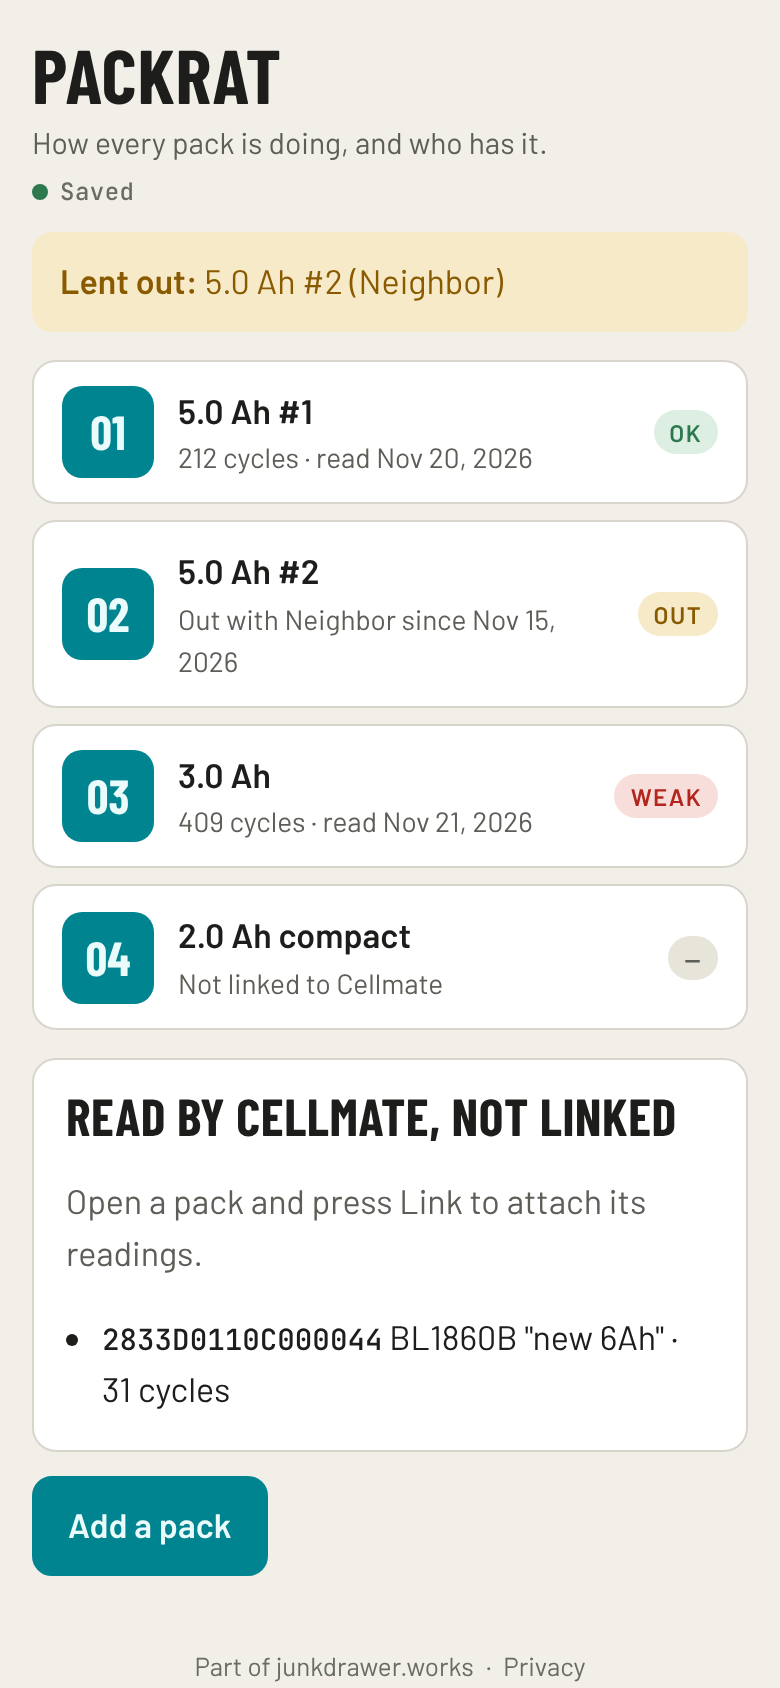 PACKRAT
How every pack is doing, and who has it.
Saved
Lent out: 5.0 Ah #2 (Neighbor)
01
5.0 Ah #1
212 cycles · read Nov 20, 2026
OK
02
5.0 Ah #2
Out with Neighbor since Nov 15,
2026
OUT
03
3.0 Ah
409 cycles · read Nov 21, 2026
WEAK
04
2.0 Ah compact
Not linked to Cellmate
–
READ BY CELLMATE, NOT LINKED
Open a pack and press Link to attach its
readings.
• 2833D0110C000044 BL1860B "new 6Ah" ·
31 cycles
Add a pack
Part of junkdrawer.works · Privacy